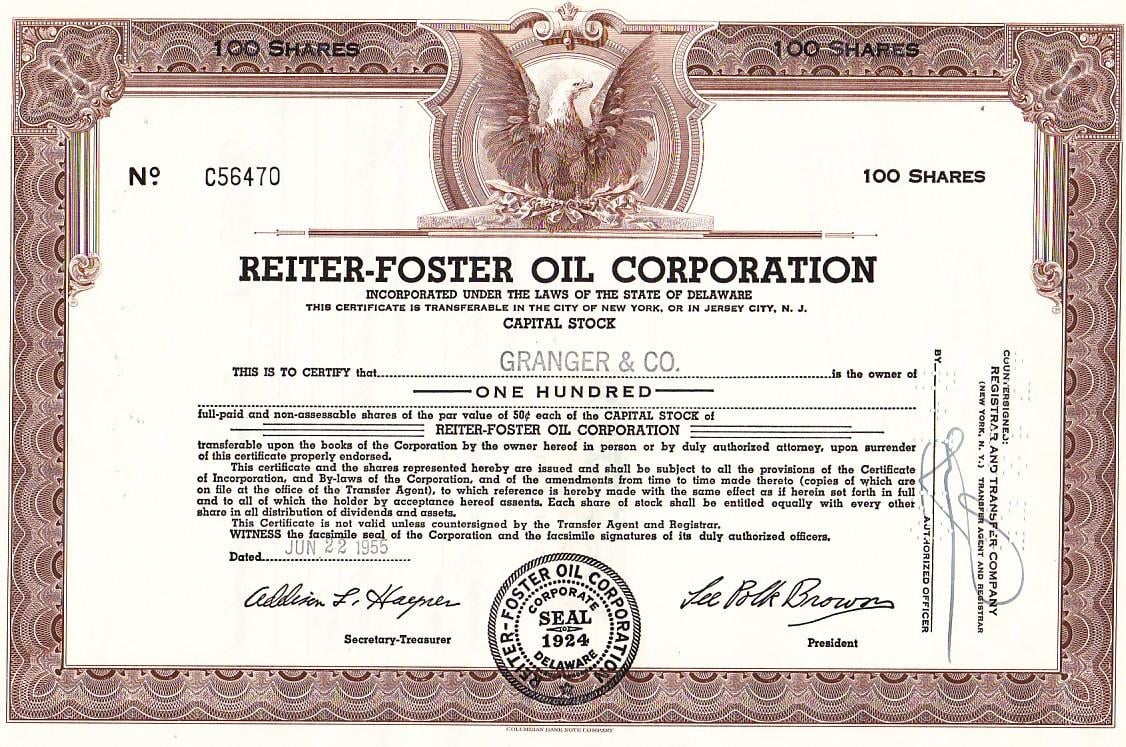 100 SHARES
100 SHARES
Nº C56470
100 SHARES
REITER-FOSTER OIL CORPORATION
INCORPORATED UNDER THE LAWS OF THE STATE OF DELAWARE
THIS CERTIFICATE IS TRANSFERABLE IN THE CITY OF NEW YORK, OR IN JERSEY CITY, N. J.
CAPITAL STOCK
THIS IS TO CERTIFY that GRANGER & CO. is the owner of
ONE HUNDRED
full-paid and non-assessable shares of the par value of 50¢ each of the CAPITAL STOCK of
REITER-FOSTER OIL CORPORATION
transferable upon the books of the Corporation by the owner hereof in person or by duly authorized attorney, upon surrender
of this certificate properly endorsed.
This certificate and the shares represented hereby are issued and shall be subject to all the provisions of the Certificate
of Incorporation, and By-laws of the Corporation, and of the amendments from time to time made thereto (copies of which are
on file at the office of the Transfer Agent), to which reference is hereby made with the same effect as if herein set forth in full
and to all of which the holder by acceptance hereof assents. Each share of stock shall be entitled equally with every other
share in all distribution of dividends and assets.
This Certificate is not valid unless countersigned by the Transfer Agent and Registrar.
WITNESS the facsimile seal of the Corporation and the facsimile signatures of its duly authorized officers.
Dated JUN 22 1955
Addison L.
Secretary-Treasurer
REITER-FOSTER OIL CORPORATION
CORPORATE
SEAL
1924
DELAWARE
Lee Polk Brown
President
COUNTERSIGNED:
REGISTRAR AND TRANSFER COMPANY
(NEW YORK, N. Y.) TRANSFER AGENT AND REGISTRAR
BY
AUTHORIZED OFFICER
COLUMBIAN BANK NOTE COMPANY